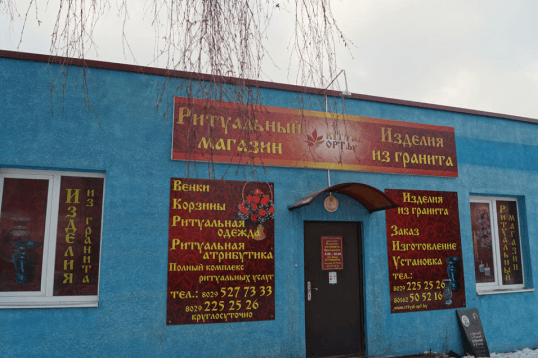 Ритуальный
магазин
Изделия
из гранита
Изделия
из гранита
Венки
Корзины
Ритуальная
одежда
Ритуальная
атрибутика
Полный комплекс
ритуальных услуг
тел.: 8029 527 73 33
8029 225 25 26
круглосуточно
Изделия
из гранита
Заказ
Изготовление
Установка
тел.:
8029 225 25 26
80162 50 52 16
Ритуальный
магазин